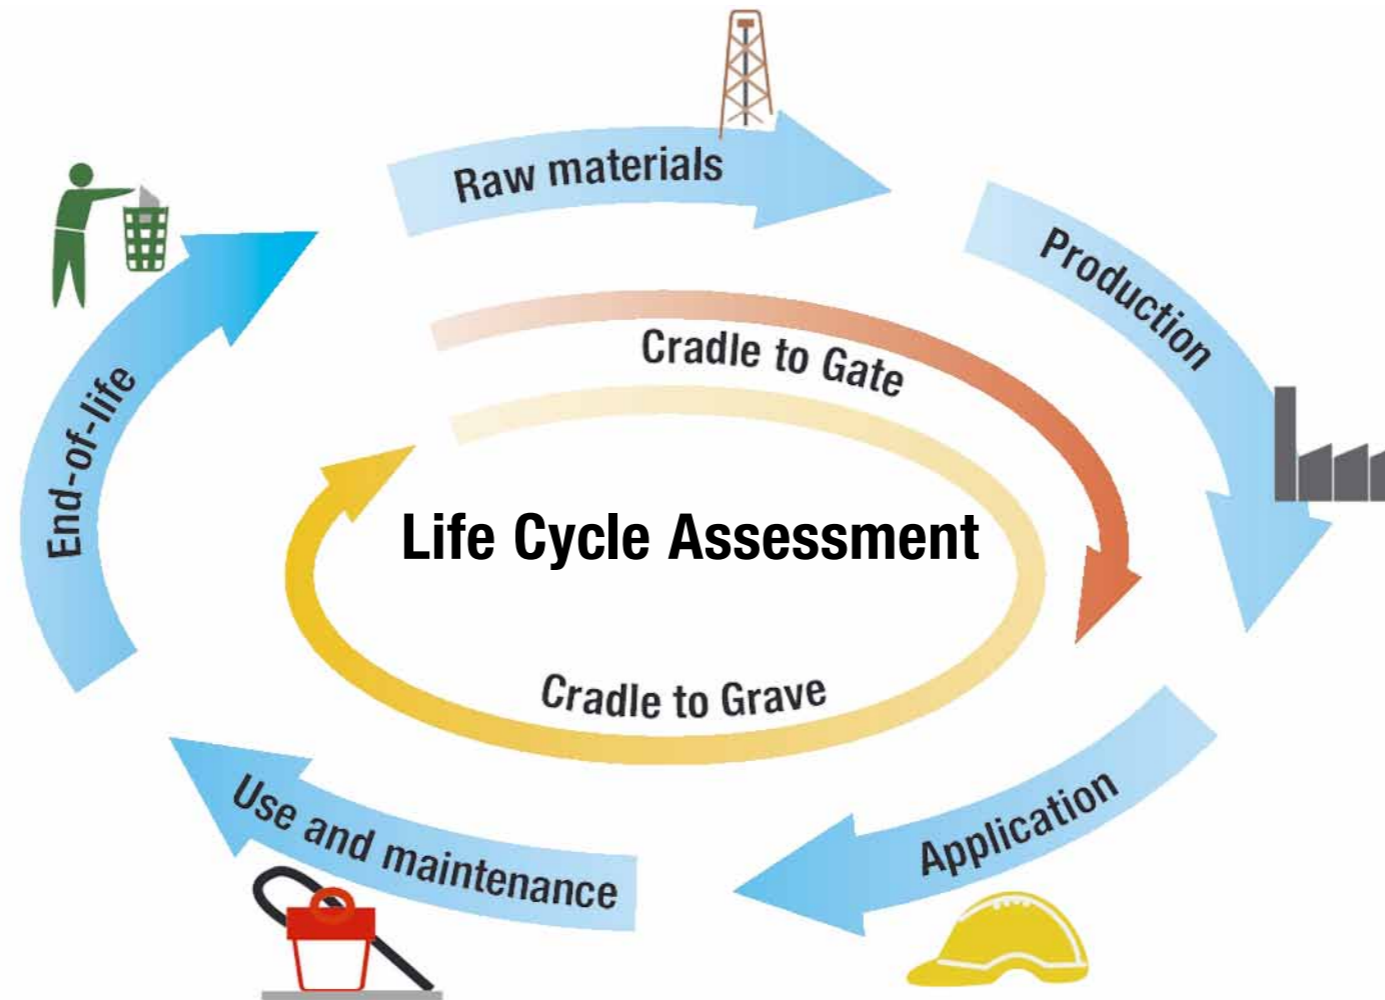 Raw materials
Production
Cradle to Gate
End-of-life
Life Cycle Assessment
Cradle to Grave
Use and maintenance
Application